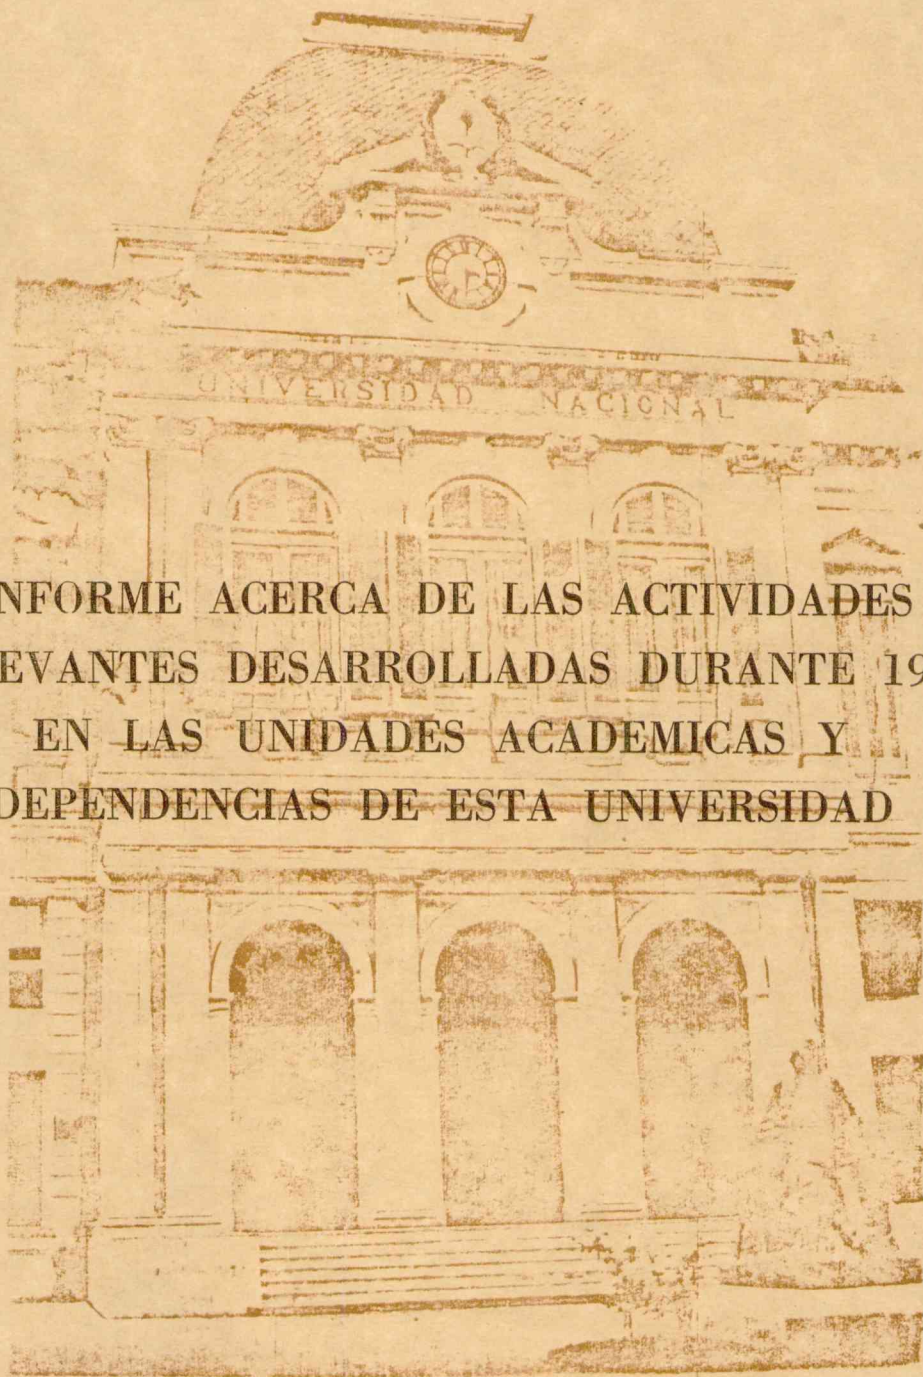 UNIVERSIDAD NACIONAL
NFORME ACERCA DE LAS ACTIVIDADES
EVANTES DESARROLLADAS DURANTE 19
EN LAS UNIDADES ACADEMICAS Y
DEPENDENCIAS DE ESTA UNIVERSIDAD